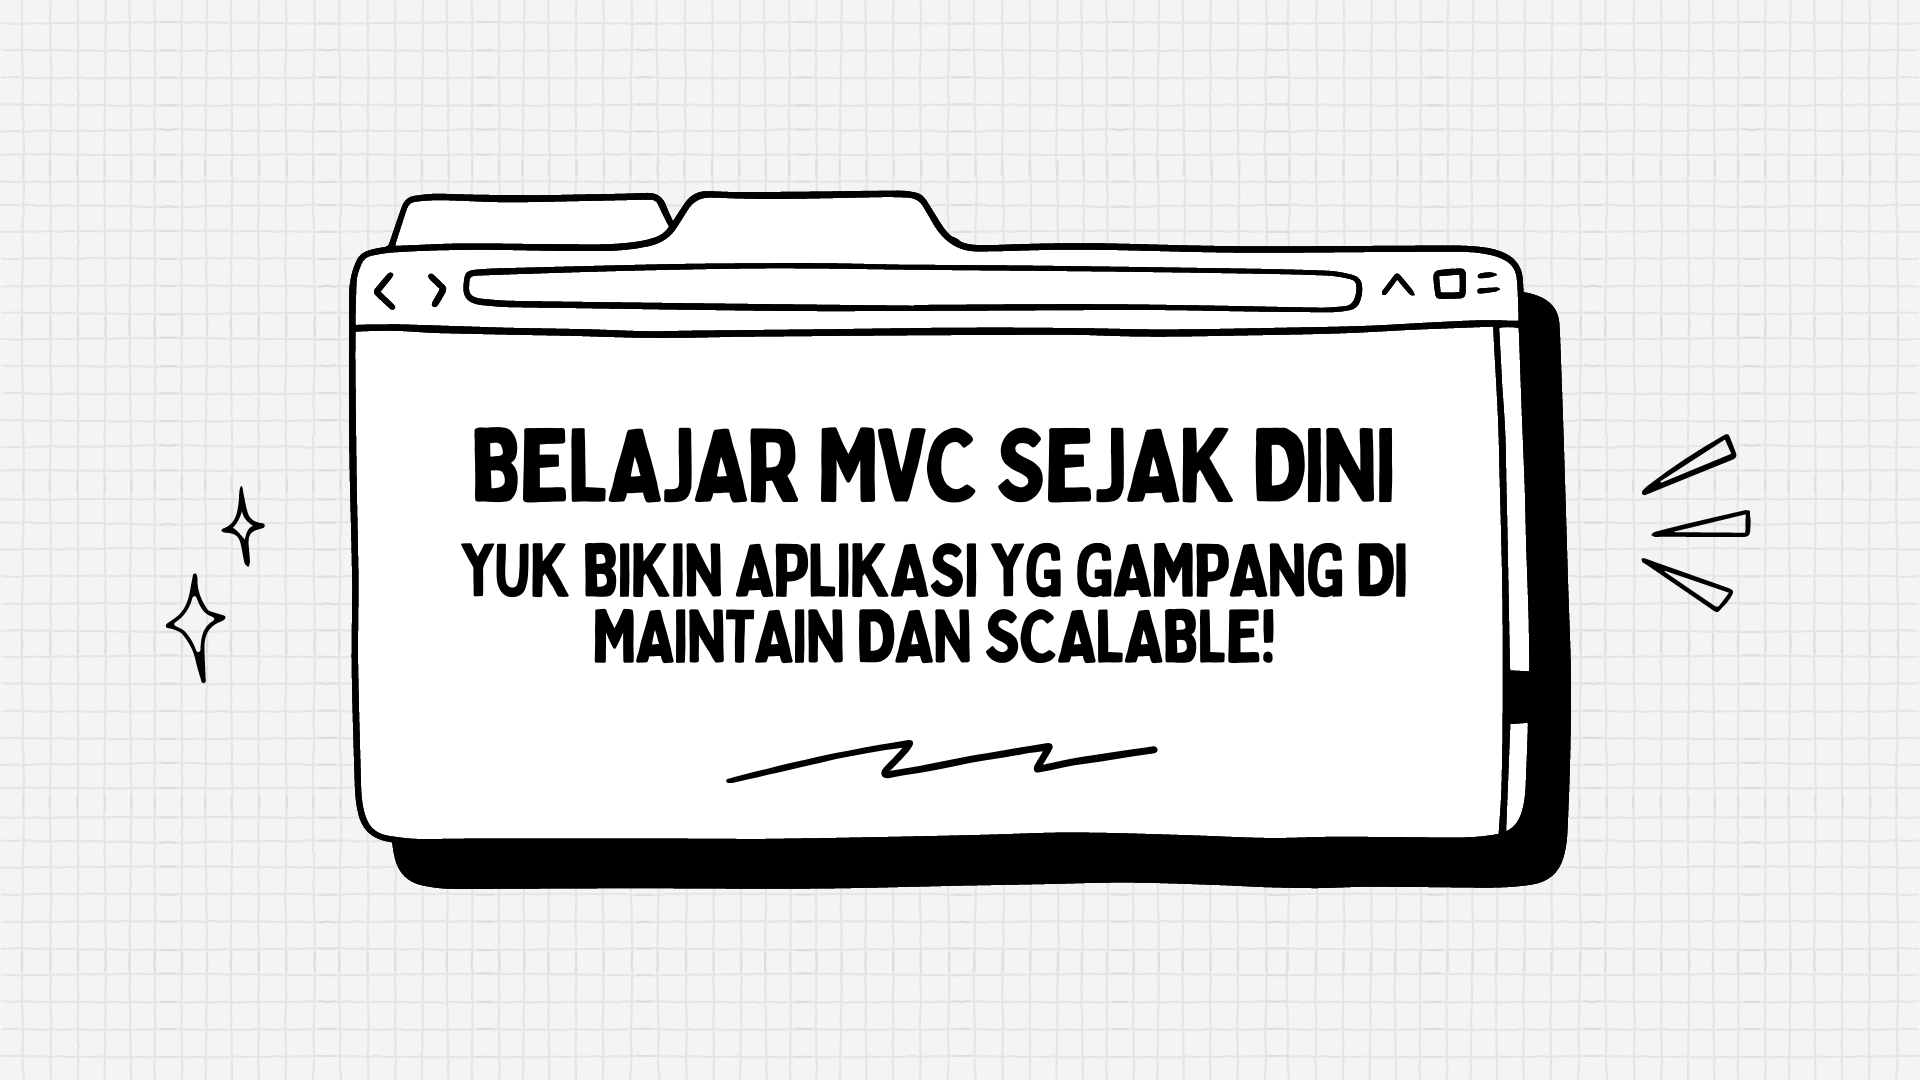 BELAJAR MVC SEJAK DINI
YUK BIKIN APLIKASI YG GAMPANG DI
MAINTAIN DAN SCALABLE!